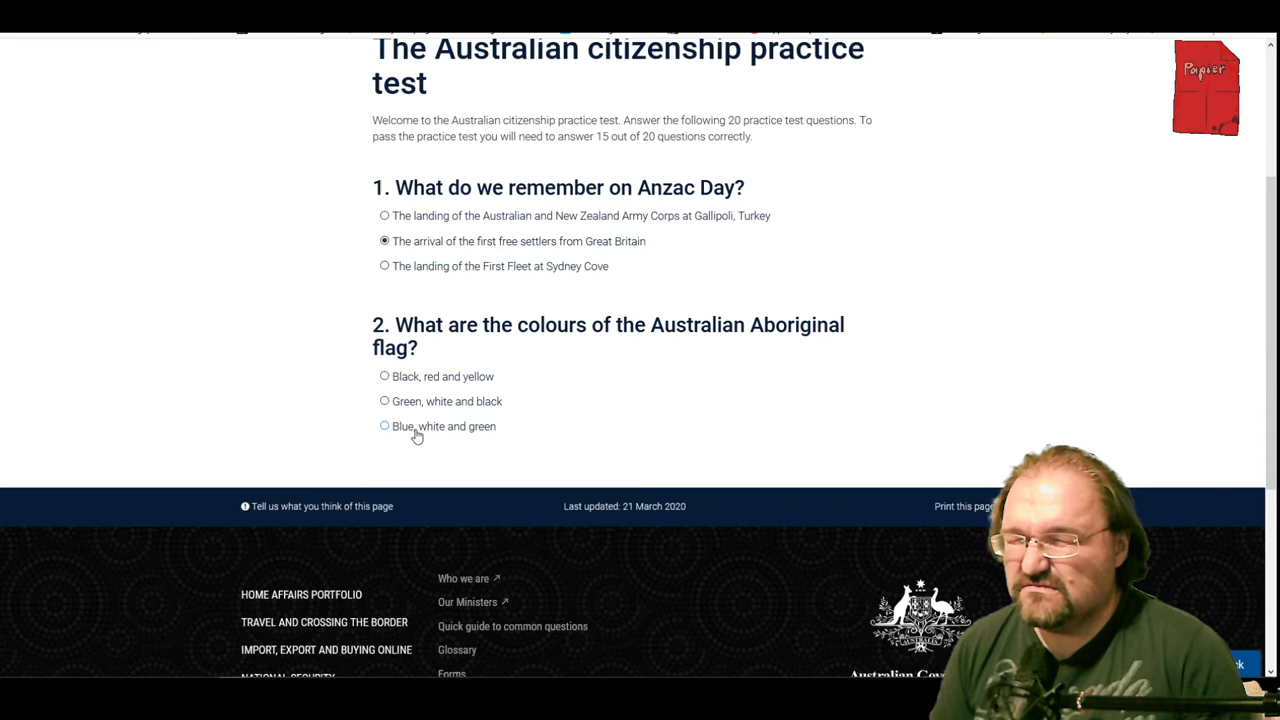 The Australian citizenship practice
test
Papier
Welcome to the Australian citizenship practice test. Answer the following 20 practice test questions. To
pass the practice test you will need to answer 15 out of 20 questions correctly.
1. What do we remember on Anzac Day?
The landing of the Australian and New Zealand Army Corps at Gallipoli, Turkey
The arrival of the first free settlers from Great Britain
The landing of the First Fleet at Sydney Cove
2. What are the colours of the Australian Aboriginal
flag?
Black, red and yellow
Green, white and black
Blue, white and green
Tell us what you think of this page
Last updated: 21 March 2020
Print this page
HOME AFFAIRS PORTFOLIO
TRAVEL AND CROSSING THE BORDER
IMPORT, EXPORT AND BUYING ONLINE
NATIONAL SECURITY
Who we are
Our Ministers
Quick guide to common questions
Glossary
Forms
Australian